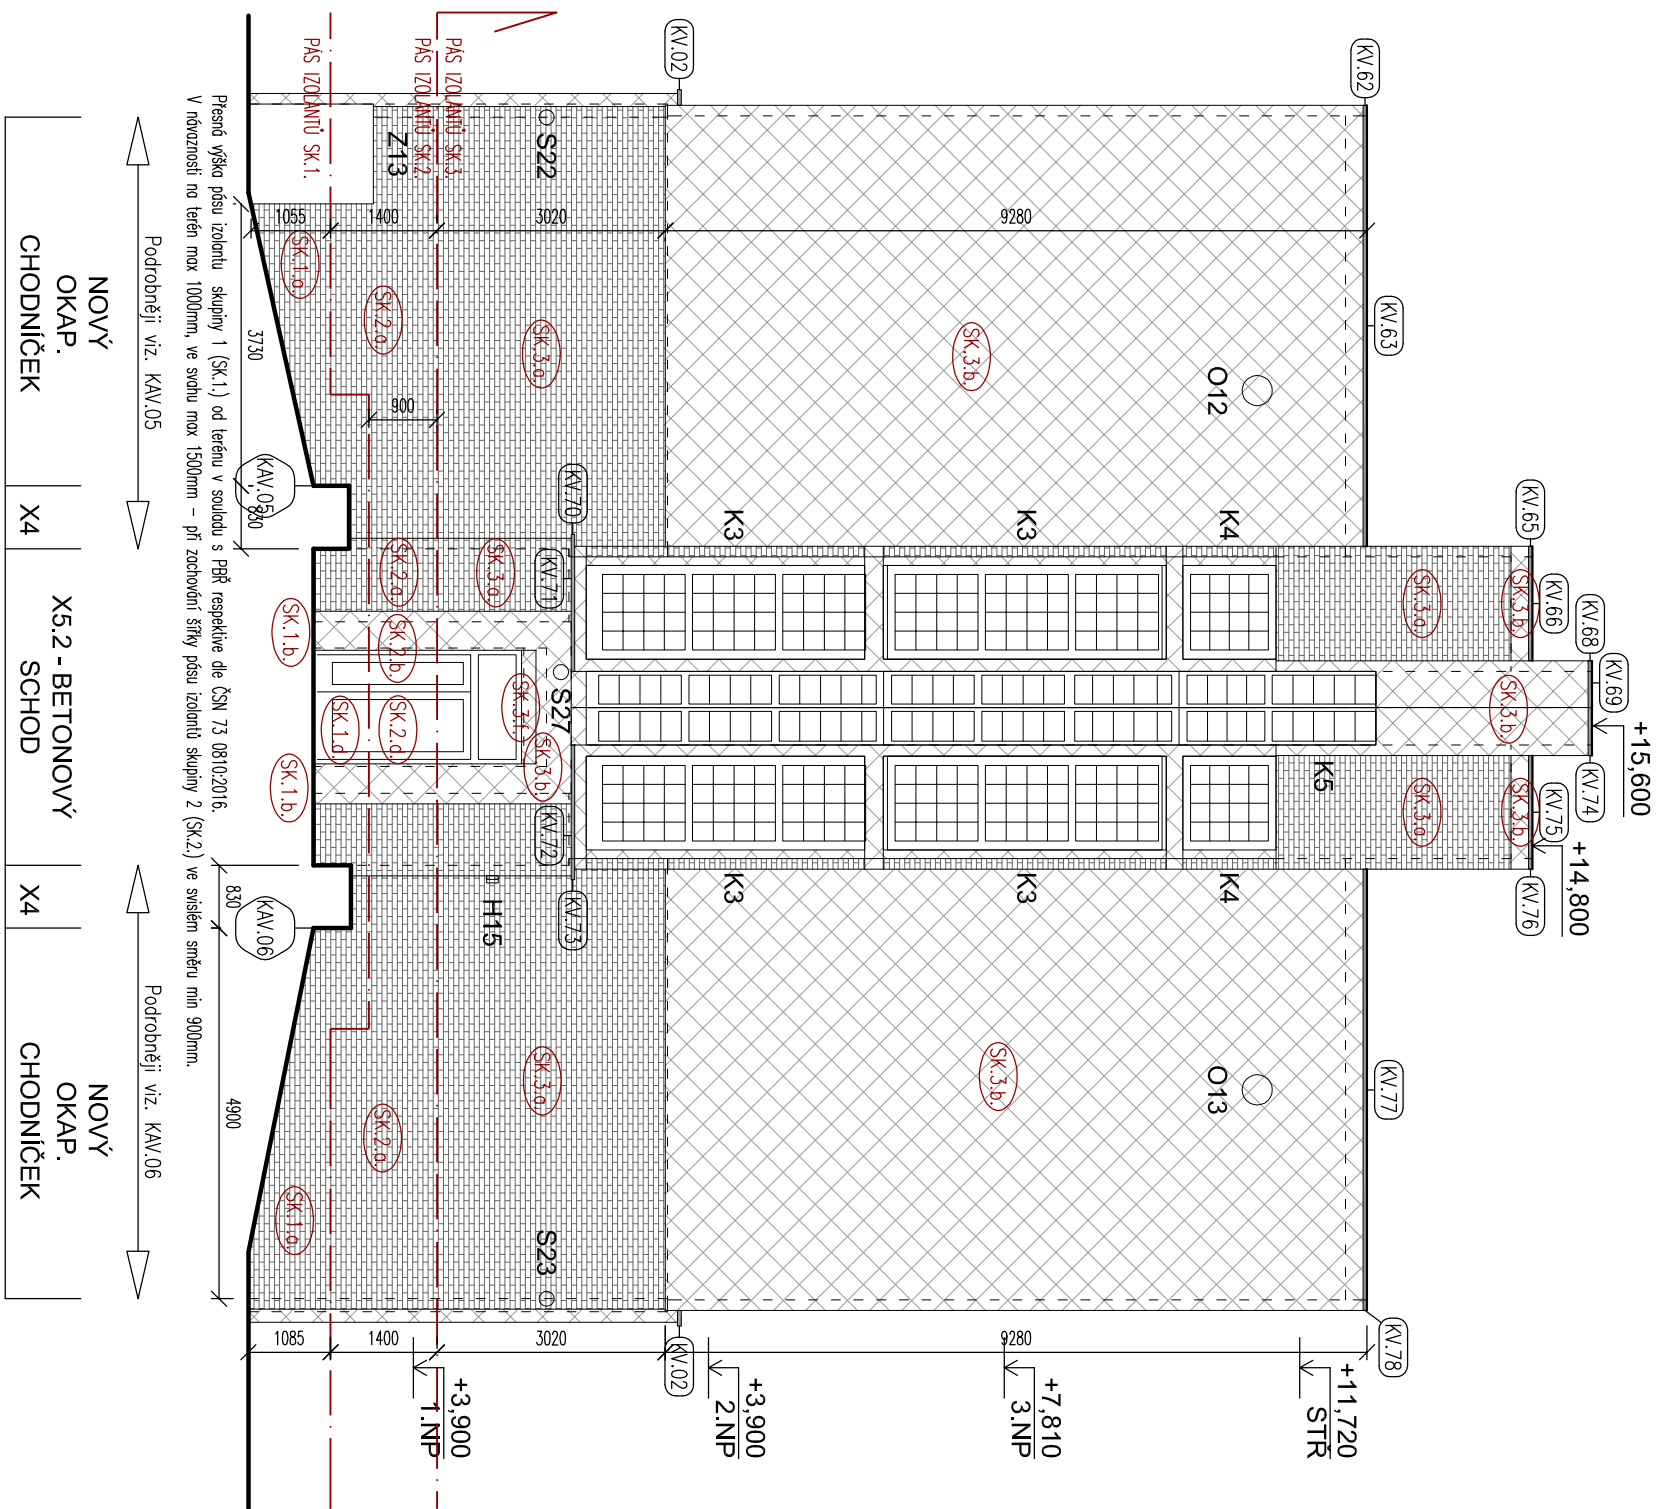 +15,600
KV.69
KV.68
KV.74
+14,800
KV.66
KV.75
KV.65
KV.76
SK.3.b.
SK.3.b.
SK.3.b.
SK.3.a.
SK.3.a.
KV.62
KV.63
KV.77
KV.78
+11,720
STŘ
K5
O12
K4
K4
O13
K3
K3
+7,810
3.NP
9280
SK.3.b.
SK.3.b.
9280
K3
K3
+3,900
2.NP
KV.02
KV.02
KV.70
KV.71
S27
KV.72
KV.73
S22
3020
SK.3.a.
SK.3.a.
SK.3.f.
SK.3.b.
H15
SK.3.a.
S23
3020
PÁS IZOLANTŮ SK.3.
PÁS IZOLANTŮ SK.2.
+3,900
1.NP
Z13
1400
SK.2.a.
900
SK.2.a.
SK.2.b.
SK.2.d.
SK.2.a.
1400
PÁS IZOLANTŮ SK.1.
1055
SK.1.a.
SK.1.b.
SK.1.d.
SK.1.b.
SK.1.a.
1085
3730
KAV.05
830
830
KAV.06
4900
Přesná výška pásu izolantu skupiny 1 (SK.1.) od terénu v souladu s PBŘ respektive dle ČSN 73 0810:2016.
V návaznosti na terén max 1000mm, ve svahu max 1500mm – při zachování šířky pásu izolantů skupiny 2 (SK.2.) ve svislém směru min 900mm.
Podrobněji viz. KAV.05
Podrobněji viz. KAV.06
NOVÝ
OKAP.
CHODNÍČEK
X4
X5.2 - BETONOVÝ
SCHOD
X4
NOVÝ
OKAP.
CHODNÍČEK